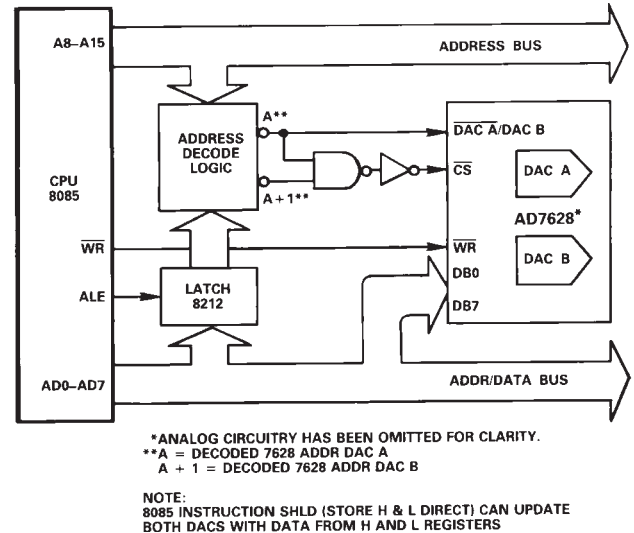 A8–A15
ADDRESS BUS
A**
ADDRESS
DECODE
LOGIC
DAC A/DAC B
CPU
8085
CS
DAC A
A+1**
AD7628*
WR
WR
DAC B
DB0
ALE
LATCH
8212
DB7
AD0–AD7
ADDR/DATA BUS
*ANALOG CIRCUITRY HAS BEEN OMITTED FOR CLARITY.
**A = DECODED 7628 ADDR DAC A
A + 1 = DECODED 7628 ADDR DAC B
NOTE:
8085 INSTRUCTION SHLD (STORE H & L DIRECT) CAN UPDATE
BOTH DACS WITH DATA FROM H AND L REGISTERS